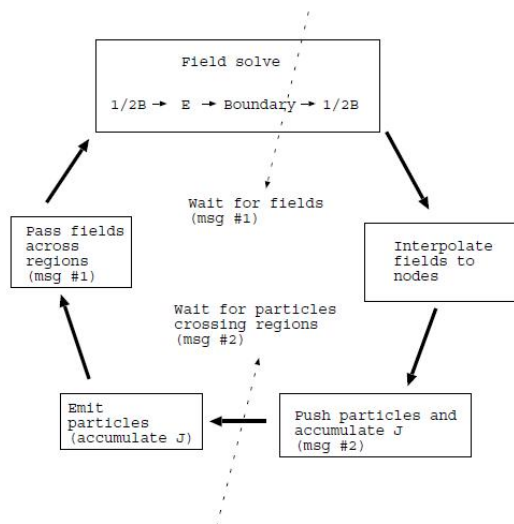 Field solve
1/2B → E → Boundary → 1/2B
Wait for fields
(msg #1)
Pass fields
across
regions
(msg #1)
Interpolate
fields to
nodes
Wait for particles
crossing regions
(msg #2)
Emit
particles
(accumulate J)
Push particles and
accumulate J
(msg #2)